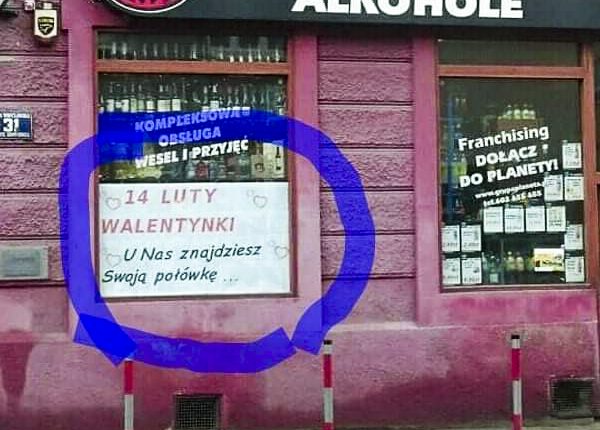 ALKOHOLE
31
KOMPLEKSOWA
OBSŁUGA
WESEL I PRZYJĘĆ
14 LUTY
WALENTYNKI
U Nas znajdziesz
Swoją połówkę ...
Franchising
DOŁĄCZ
DO PLANETY!